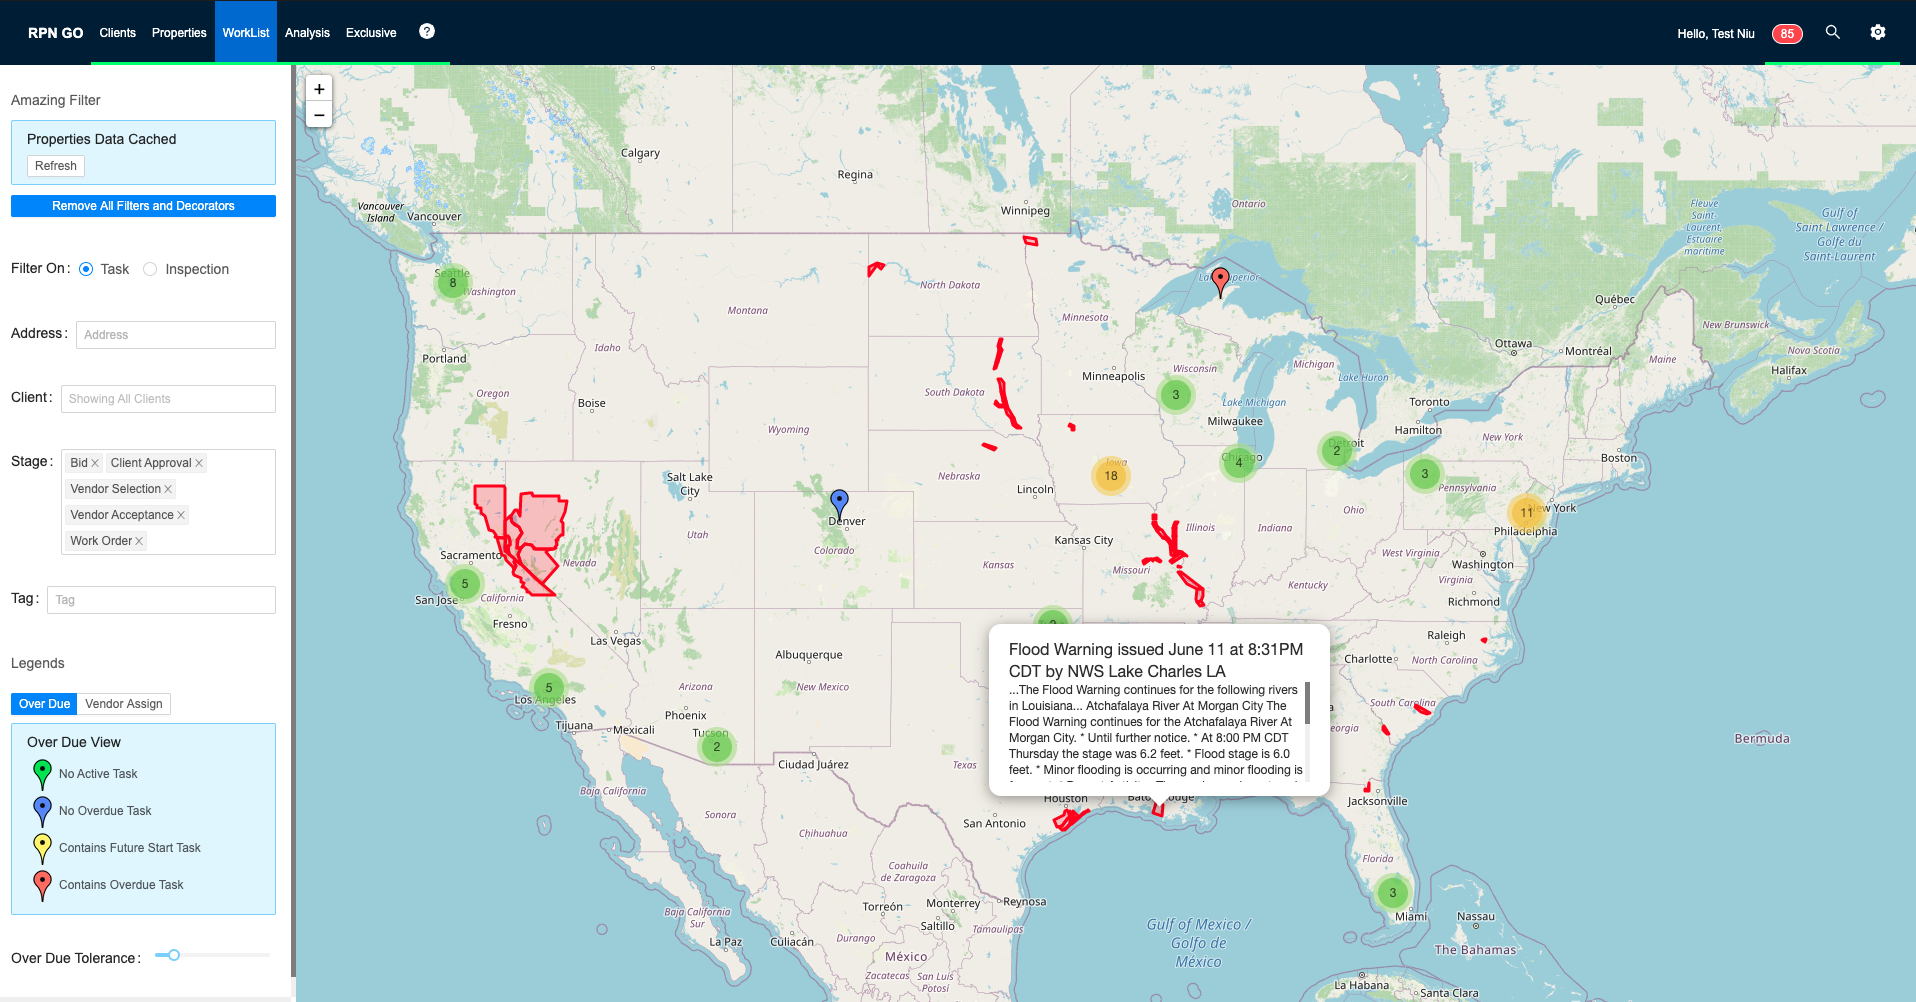 RPN GO Clients Properties WorkList Analysis Exclusive ?
Hello, Test Niu 85
Amazing Filter
Properties Data Cached
Refresh
Remove All Filters and Decorators
Filter On : Task Inspection
Address : Address
Client : Showing All Clients
Stage : Bid Client Approval
Vendor Selection
Vendor Acceptance
Work Order
Tag : Tag
Legends
Over Due Vendor Assign
Over Due View
No Active Task
No Overdue Task
Contains Future Start Task
Contains Overdue Task
Over Due Tolerance :
+
−
Calgary
Regina
Winnipeg
Ontario
Vancouver
Island
Vancouver
Fleuve
Saint-
Laurent,
Estuaire
maritime
Gulf of
Saint Lawrence /
Golfe du
Saint-Laurent
Seattle
8
Washington
North Dakota
Montana
Minnesota
Québec
New Brunswick
Nova Scotia
Halifax
Maine
Ottawa
Montréal
Portland
Idaho
Oregon
Boise
Wyoming
South Dakota
Minneapolis
Wisconsin
3
Michigan
Lake Huron
Lake Michigan
Milwaukee
Toronto
Hamilton
New York
Boston
Detroit
2
Chicago
4
3
Pennsylvania
Iowa
18
Nebraska
Lincoln
Salt Lake
City
11
New York
Philadelphia
Denver
Colorado
Utah
Nevada
Sacramento
Kansas City
Kansas
Missouri
Illinois
Indiana
Ohio
West Virginia
Washington
Virginia
Kentucky
Richmond
5
San Jose
California
Fresno
Las Vegas
Raleigh
Charlotte
North Carolina
South Carolina
Albuquerque
New Mexico
Arizona
Phoenix
5
Los Angeles
Tijuana
Mexicali
Tucson
2
Ciudad Juárez
Texas
Flood Warning issued June 11 at 8:31PM
CDT by NWS Lake Charles LA
...The Flood Warning continues for the following rivers
in Louisiana... Atchafalaya River At Morgan City The
Flood Warning continues for the Atchafalaya River At
Morgan City. * Until further notice. * At 8:00 PM CDT
Thursday the stage was 6.2 feet. * Flood stage is 6.0
feet. * Minor flooding is occurring and minor flooding is
Bermuda
Baja California
Sonora
Chihuahua
San Antonio
Houston
Jacksonville
Florida
3
Miami
Nassau
The Bahamas
Coahuila
de Zaragoza
Torreón
Monterrey
Reynosa
Saltillo
Tamaulipas
Baja California
Sur
La Paz
Culiacán
Durango
México
Zacatecas
San Luis
Potosí
Gulf of Mexico /
Golfo de
México
La Habana
Santa Clara